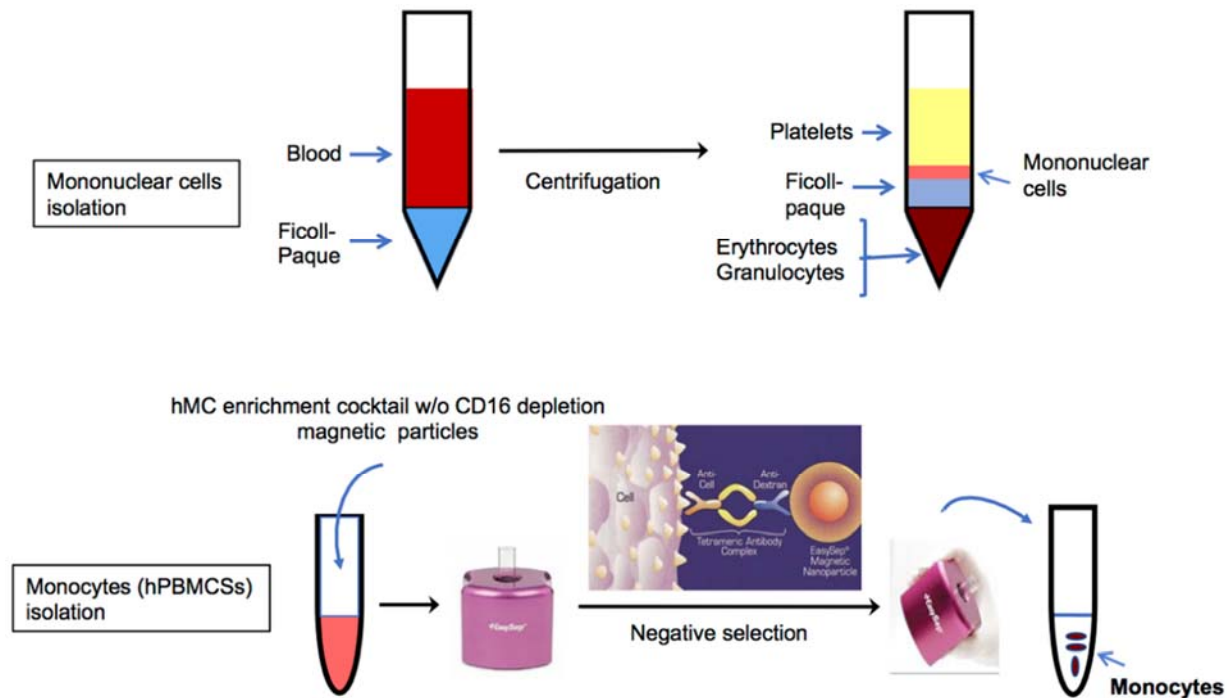 Blood
Ficoll-
Paque
Mononuclear cells
isolation
Centrifugation
Platelets
Ficoll-
paque
Mononuclear
cells
Erythrocytes
Granulocytes
hMC enrichment cocktail w/o CD16 depletion
magnetic particles
Cell
Anti-
Cell
Anti-
Dextran
Tetrameric Antibody
Complex
EasySep®
Magnetic
Nanoparticle
Monocytes (hPBMCSs)
isolation
EasySep®
Negative selection
EasySep®
Monocytes